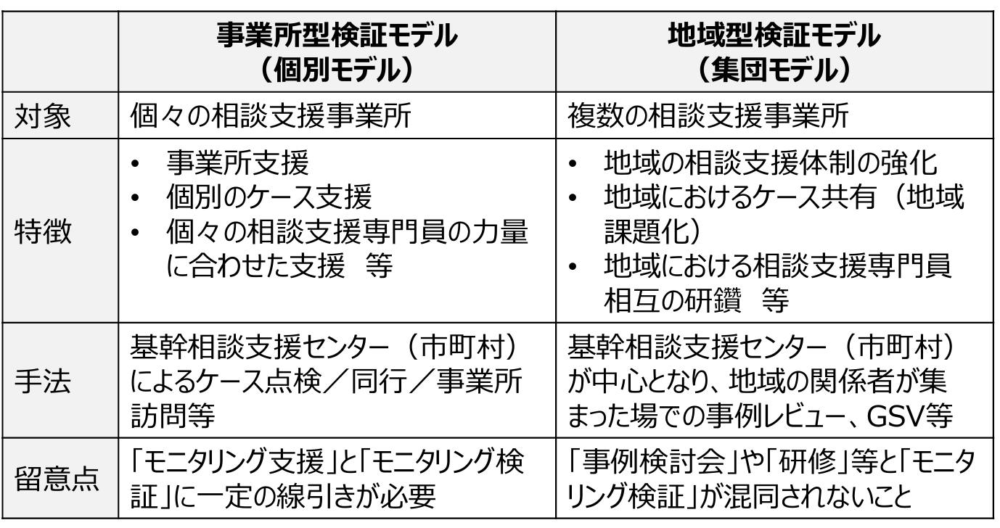 事業所型検証モデル
（個別モデル）
地域型検証モデル
（集団モデル）
対象
個々の相談支援事業所
複数の相談支援事業所
特徴
• 事業所支援
• 個別のケース支援
• 個々の相談支援専門員の力量
に合わせた支援　等
• 地域の相談支援体制の強化
• 地域におけるケース共有（地域
課題化）
• 地域における相談支援専門員
相互の研鑽　等
手法
基幹相談支援センター（市町村）
によるケース点検／同行／事業所
訪問等
基幹相談支援センター（市町村）
が中心となり、地域の関係者が集
まった場での事例レビュー、GSV等
留意点
「モニタリング支援」と「モニタリング検
証」に一定の線引きが必要
「事例検討会」や「研修」等と「モニタ
リング検証」が混同されないこと